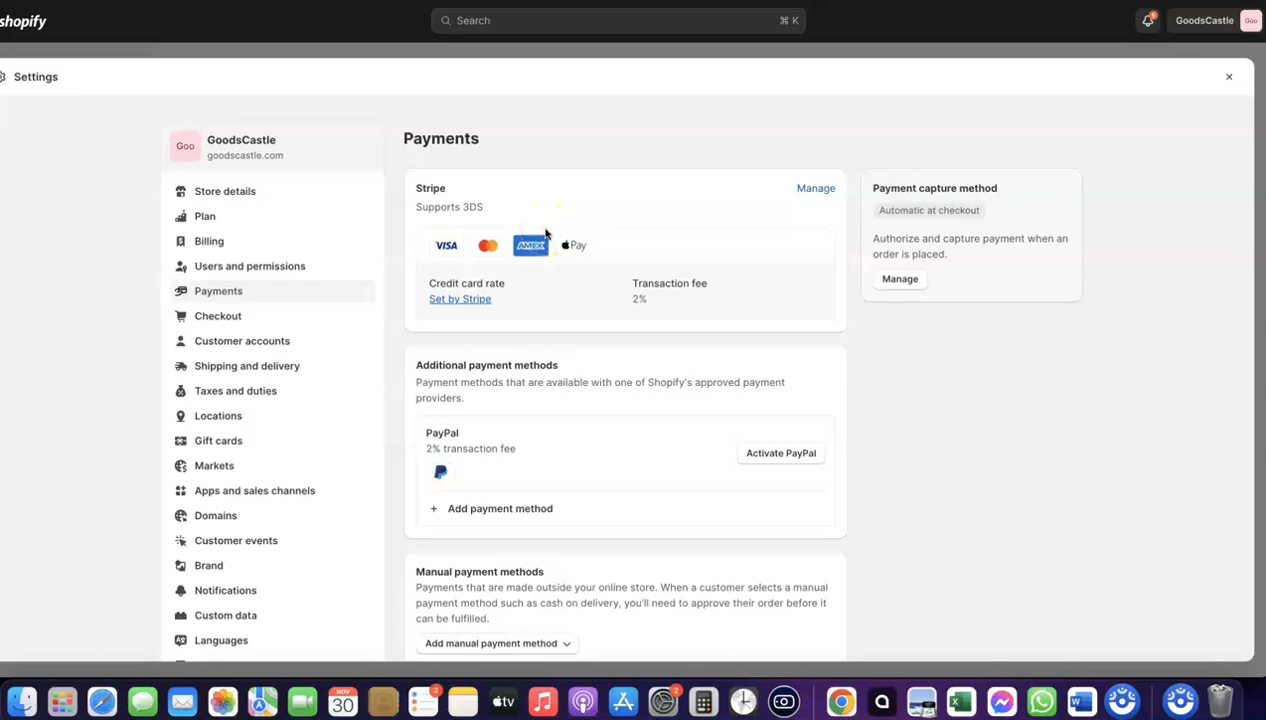 shopify
Search
⌘ K
5
GoodsCastle
Goo
Settings
Goo
GoodsCastle
goodscastle.com
Store details
Plan
Billing
Users and permissions
Payments
Checkout
Customer accounts
Shipping and delivery
Taxes and duties
Locations
Gift cards
Markets
Apps and sales channels
Domains
Customer events
Brand
Notifications
Custom data
Languages
Payments
Stripe
Manage
Supports 3DS
VISA
AMEX
Pay
Credit card rate
Transaction fee
Set by Stripe
2%
Additional payment methods
Payment methods that are available with one of Shopify's approved payment
providers.
PayPal
2% transaction fee
Activate PayPal
+ Add payment method
Manual payment methods
Payments that are made outside your online store. When a customer selects a manual
payment method such as cash on delivery, you'll need to approve their order before it
can be fulfilled.
Add manual payment method
Payment capture method
Automatic at checkout
Authorize and capture payment when an
order is placed.
Manage
NOV
30
2
tv
2